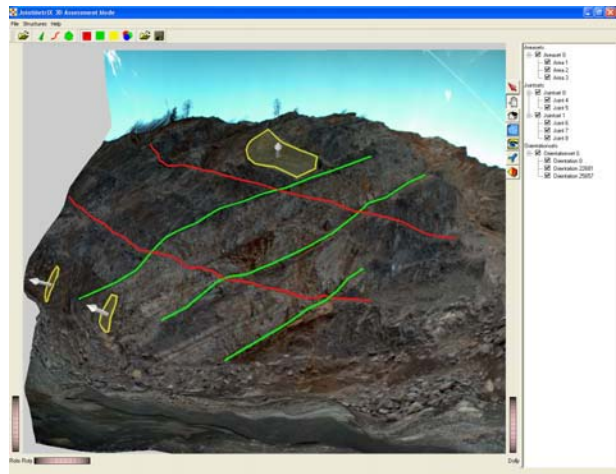 JointMetriX 3D Assessment Mode
File Structures Help
Areasets
Areaset 0
Area 1
Area 2
Area 3
Jointsets
Jointset 0
Joint 4
Joint 5
Jointset 1
Joint 6
Joint 7
Joint 8
Orientationsets
Orientationset 0
Orientation 0
Orientation 22681
Orientation 25657
Rotx Roty
Dolly